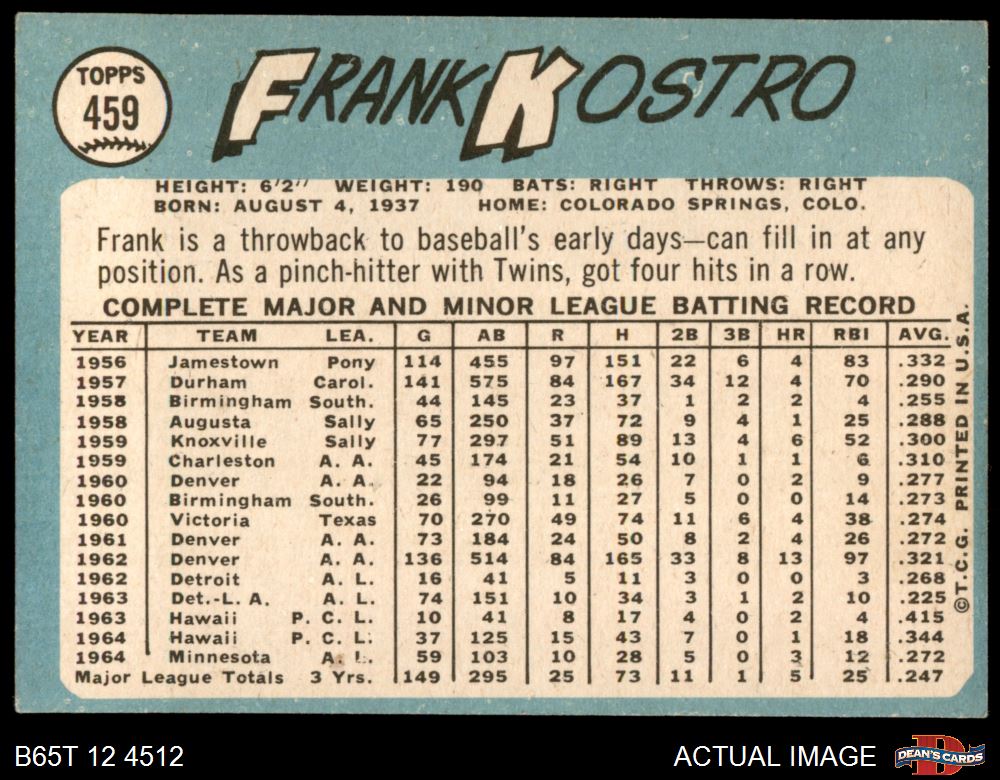 TOPPS
459
FRANK KOSTRO
HEIGHT: 6'2" WEIGHT: 190 BATS: RIGHT THROWS: RIGHT
BORN: AUGUST 4, 1937 HOME: COLORADO SPRINGS, COLO.
Frank is a throwback to baseball's early days—can fill in at any
position. As a pinch-hitter with Twins, got four hits in a row.
COMPLETE MAJOR AND MINOR LEAGUE BATTING RECORD
YEAR TEAM LEA. G AB R H 2B 3B HR RBI AVG.
1956 Jamestown Pony 114 455 97 151 22 6 4 83 .332
1957 Durham Carol. 141 575 84 167 34 12 4 70 .290
1958 Birmingham South. 44 145 23 37 1 2 2 4 .255
1958 Augusta Sally 65 250 37 72 9 4 1 25 .288
1959 Knoxville Sally 77 297 51 89 13 4 6 52 .300
1959 Charleston A. A. 45 174 21 54 10 1 1 6 .310
1960 Denver A. A. 22 94 18 26 7 0 2 9 .277
1960 Birmingham South. 26 99 11 27 5 0 0 14 .273
1960 Victoria Texas 70 270 49 74 11 6 4 38 .274
1961 Denver A. A. 73 184 24 50 8 2 4 26 .272
1962 Denver A. A. 136 514 84 165 33 8 13 97 .321
1962 Detroit A. L. 16 41 5 11 3 0 0 3 .268
1963 Det.-L. A. A. L. 74 151 10 34 3 1 2 10 .225
1963 Hawaii P. C. L. 10 41 8 17 4 0 2 4 .415
1964 Hawaii P. C. L. 37 125 15 43 7 0 1 18 .344
1964 Minnesota A. L. 59 103 10 28 5 0 3 12 .272
Major League Totals 3 Yrs. 149 295 25 73 11 1 5 25 .247
©T.C.G. PRINTED IN U.S.A.
B65T 12 4512
ACTUAL IMAGE
D
DEAN'S CARDS